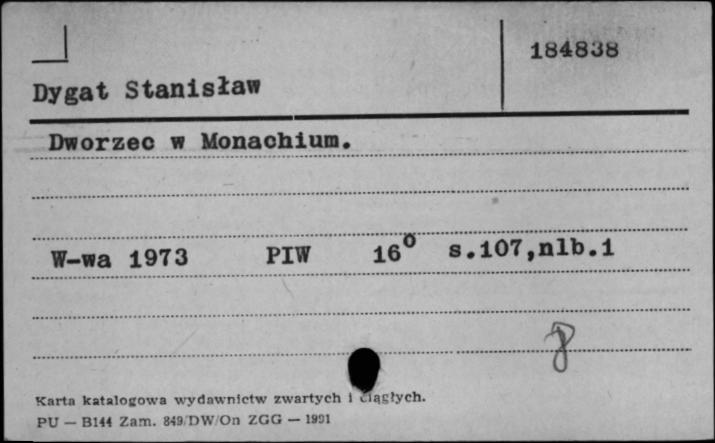 184838
Dygat Stanisław
Dworzec w Monachium.
W-wa 1973 PIW 16° s.107,nlb.1
Karta katalogowa wydawnictw zwartych i ciągłych.
PU — B144 Zam. 849/DW/On ZGG — 1991